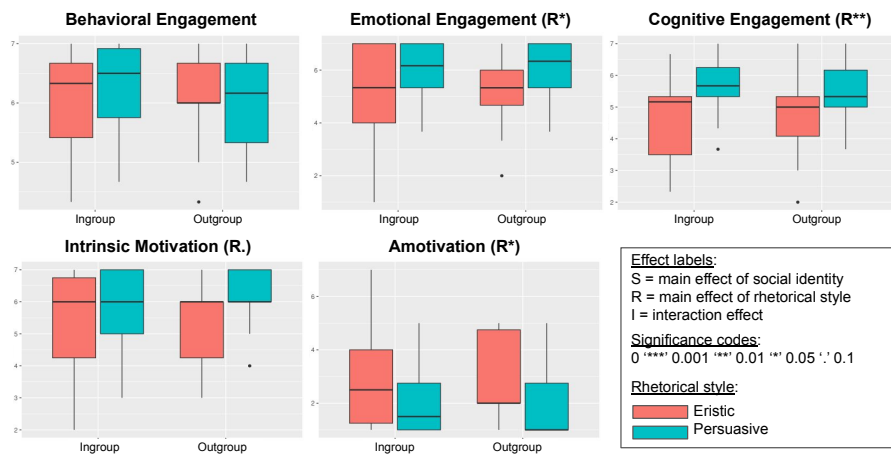 Behavioral Engagement
7
6
5
Ingroup Outgroup
Emotional Engagement (R*)
6
4
2
Ingroup Outgroup
Cognitive Engagement (R**)
7
6
5
4
3
2
Ingroup Outgroup
Intrinsic Motivation (R.)
7
6
5
4
3
2
Ingroup Outgroup
Amotivation (R*)
6
4
2
Ingroup Outgroup
Effect labels:
S = main effect of social identity
R = main effect of rhetorical style
I = interaction effect
Significance codes:
0 ‘***’ 0.001 ‘**’ 0.01 ‘*’ 0.05 ‘.’ 0.1
Rhetorical style:
Eristic
Persuasive